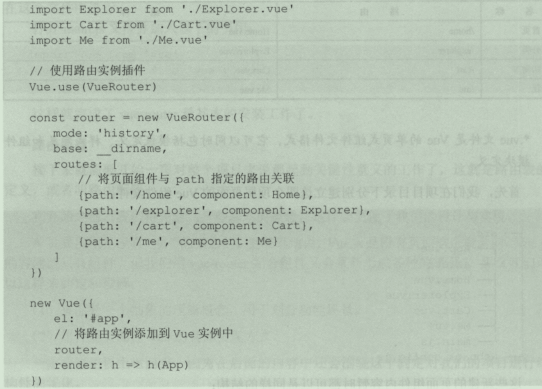 import Explorer from './Explorer.vue'
import Cart from './Cart.vue'
import Me from './Me.vue'
// 使用路由实例插件
Vue.use(VueRouter)
const router = new VueRouter({
mode: 'history',
base: __dirname,
routes: [
// 将页面组件与 path 指定的路由关联
{path: '/home', component: Home},
{path: '/explorer', component: Explorer},
{path: '/cart', component: Cart},
{path: '/me', component: Me}
]
})
new Vue({
el: '#app',
// 将路由实例添加到 Vue 实例中
router,
render: h => h(App)
})